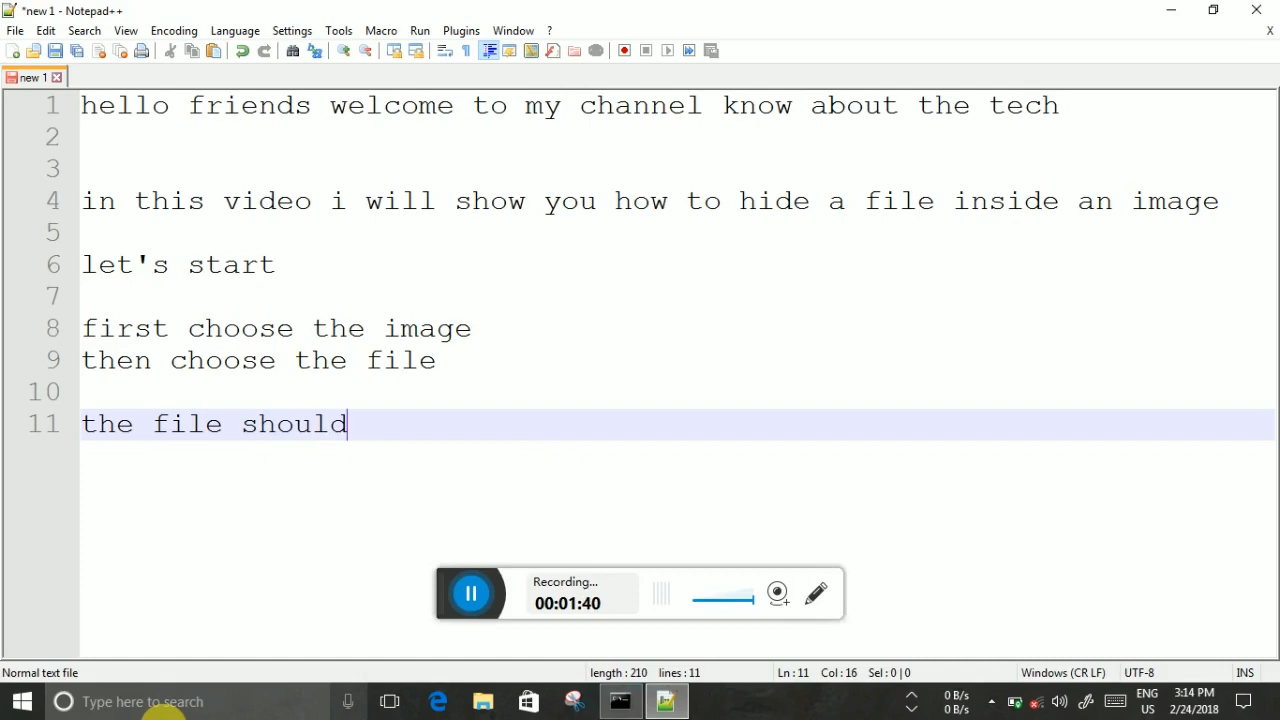 *new 1 - Notepad++
File Edit Search View Encoding Language Settings Tools Macro Run Plugins Window ? X
new 1
1 hello friends welcome to my channel know about the tech
2
3
4 in this video i will show you how to hide a file inside an image
5
6 let's start
7
8 first choose the image
9 then choose the file
10
11 the file should
Recording...
00:01:40
Normal text file length : 210 lines : 11 Ln : 11 Col : 16 Sel : 0 | 0 Windows (CR LF) UTF-8 INS
Type here to search
0 B/s
0 B/s
ENG
US
3:14 PM
2/24/2018